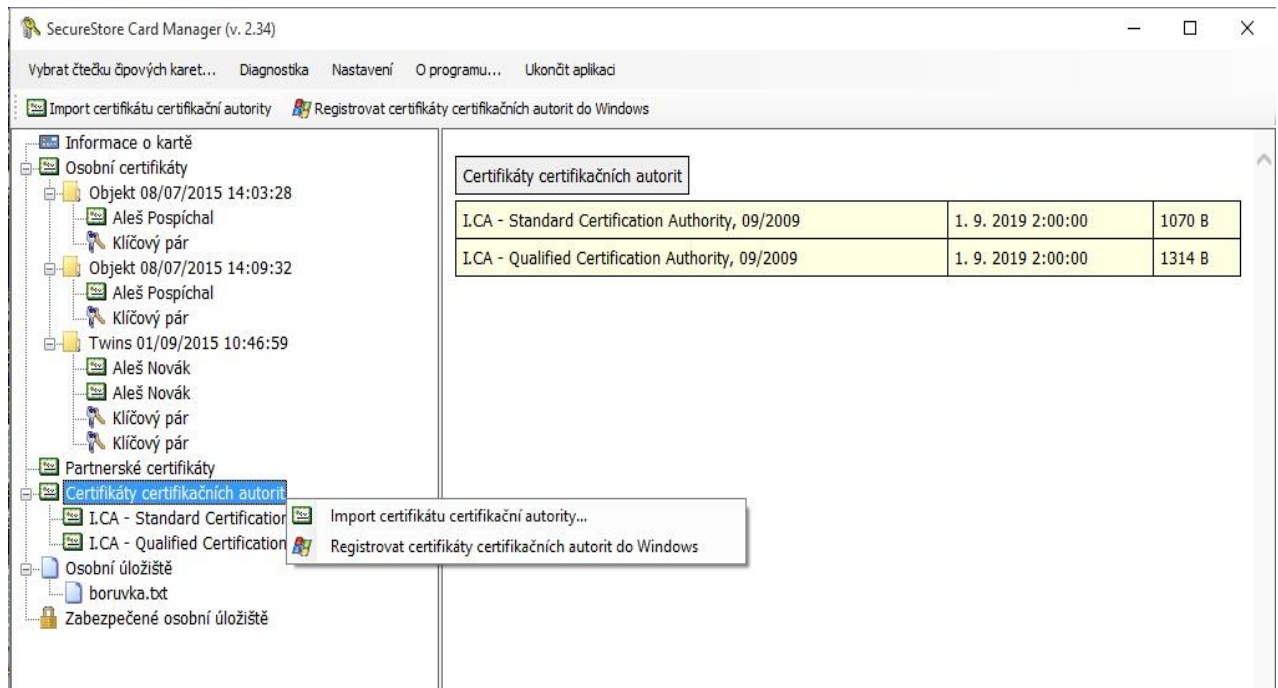 SecureStore Card Manager (v. 2.34)
Vybrat čtečku čipových karet... Diagnostika Nastavení O programu... Ukončit aplikaci
Import certifikátu certifikační autority Registrovat certifikáty certifikačních autorit do Windows
Informace o kartě
Osobní certifikáty
Objekt 08/07/2015 14:03:28
Aleš Pospíchal
Klíčový pár
Objekt 08/07/2015 14:09:32
Aleš Pospíchal
Klíčový pár
Twins 01/09/2015 10:46:59
Aleš Novák
Aleš Novák
Klíčový pár
Klíčový pár
Partnerské certifikáty
Certifikáty certifikačních autorit
I.CA - Standard Certification
I.CA - Qualified Certification
Osobní úložiště
boruvka.txt
Zabezpečené osobní úložiště
Import certifikátu certifikační autority...
Registrovat certifikáty certifikačních autorit do Windows
Certifikáty certifikačních autorit
I.CA - Standard Certification Authority, 09/2009 1. 9. 2019 2:00:00 1070 B
I.CA - Qualified Certification Authority, 09/2009 1. 9. 2019 2:00:00 1314 B